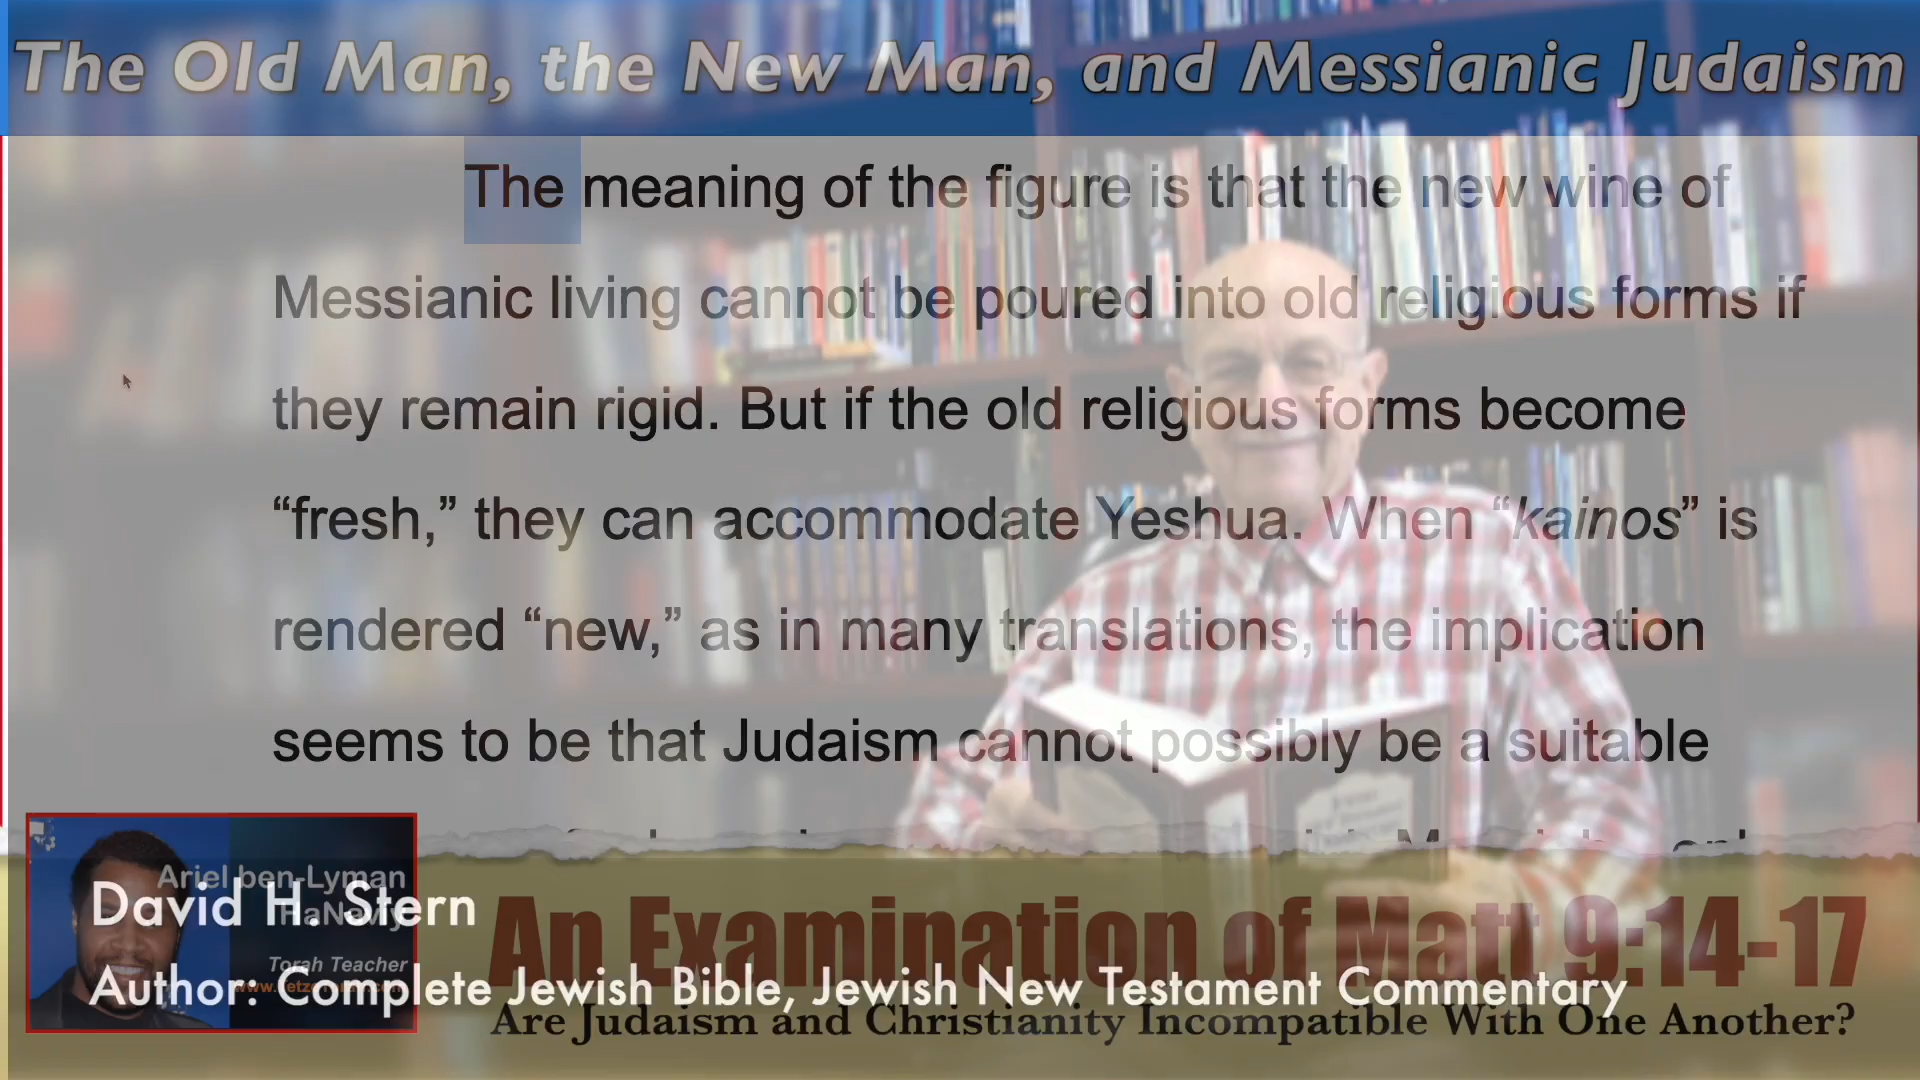 The Old Man, the New Man, and Messianic Judaism
The meaning of the figure is that the new wine of
Messianic living cannot be poured into old religious forms if
they remain rigid. But if the old religious forms become
“fresh,” they can accommodate Yeshua. When “kainos” is
rendered “new,” as in many translations, the implication
seems to be that Judaism cannot possibly be a suitable
Ariel ben-Lyman
HaNaviy
Torah Teacher
David H. Stern
Author: Complete Jewish Bible, Jewish New Testament Commentary
An Examination of Matt 9:14-17
Are Judaism and Christianity Incompatible With One Another?